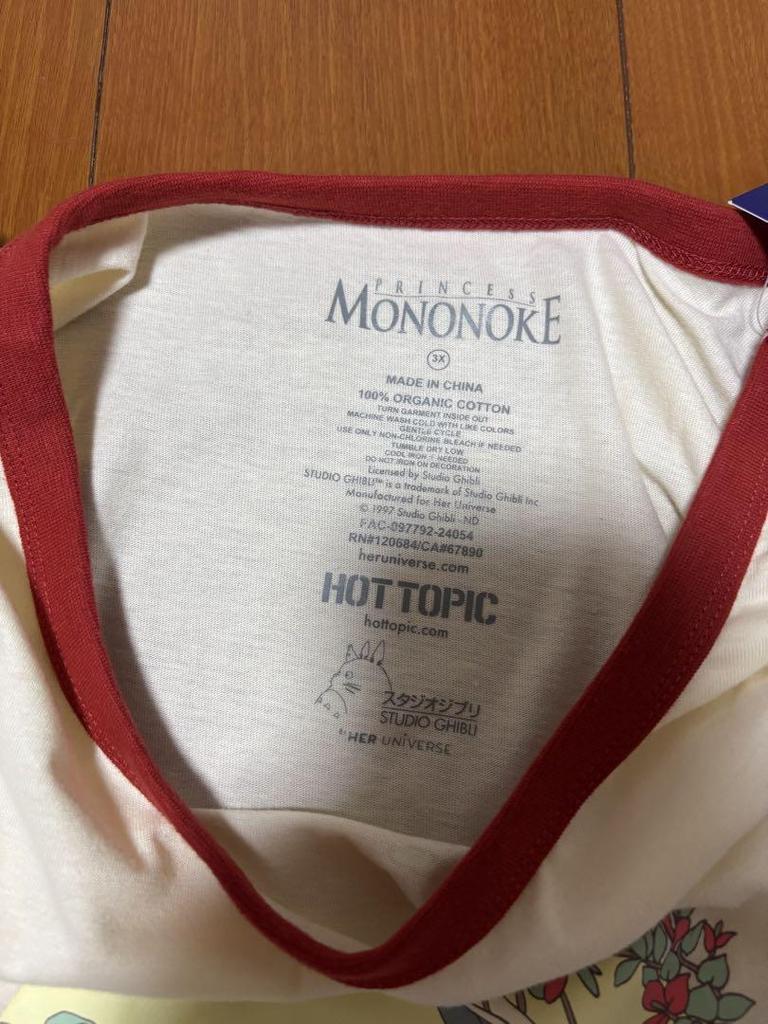 PRINCESS
MONONOKE
3X
MADE IN CHINA
100% ORGANIC COTTON
TURN GARMENT INSIDE OUT
MACHINE WASH COLD WITH LIKE COLORS
GENTLE CYCLE
USE ONLY NON-CHLORINE BLEACH IF NEEDED
TUMBLE DRY LOW
COOL IRON IF NEEDED
DO NOT IRON ON DECORATION
Licensed by Studio Ghibli
STUDIO GHIBLI™ is a trademark of Studio Ghibli Inc
Manufactured for Her Universe
© 1997 Studio Ghibli - ND
FAC-097792-24054
RN#120684/CA#67890
heruniverse.com
HOT TOPIC
hottopic.com
スタジオジブリ
STUDIO GHIBLI
HER UNIVERSE